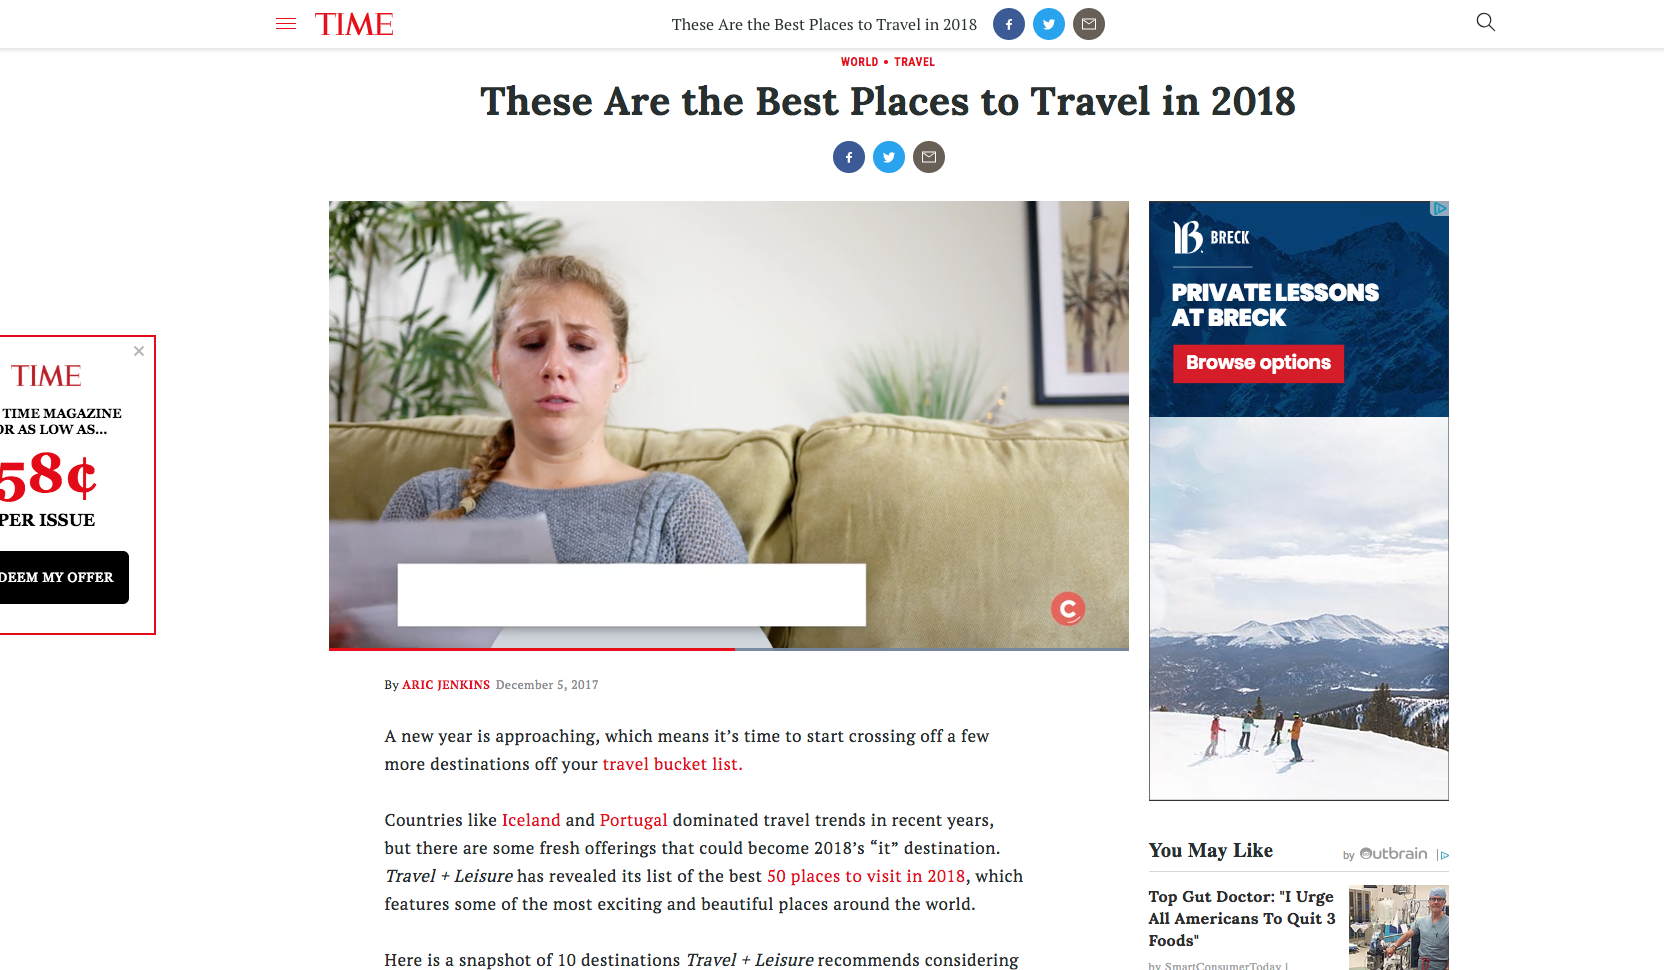 TIME
These Are the Best Places to Travel in 2018
WORLD • TRAVEL
These Are the Best Places to Travel in 2018
BRECK
PRIVATE LESSONS
AT BRECK
Browse options
TIME
TIME MAGAZINE
AS LOW AS...
58¢
PER ISSUE
MY OFFER
C
By ARIC JENKINS December 5, 2017
A new year is approaching, which means it's time to start crossing off a few
more destinations off your travel bucket list.
Countries like Iceland and Portugal dominated travel trends in recent years,
but there are some fresh offerings that could become 2018's “it” destination.
Travel + Leisure has revealed its list of the best 50 places to visit in 2018, which
features some of the most exciting and beautiful places around the world.
Here is a snapshot of 10 destinations Travel + Leisure recommends considering
You May Like
by Outbrain
Top Gut Doctor: "I Urge
All Americans To Quit 3
Foods"
by SmartConsumerToday |